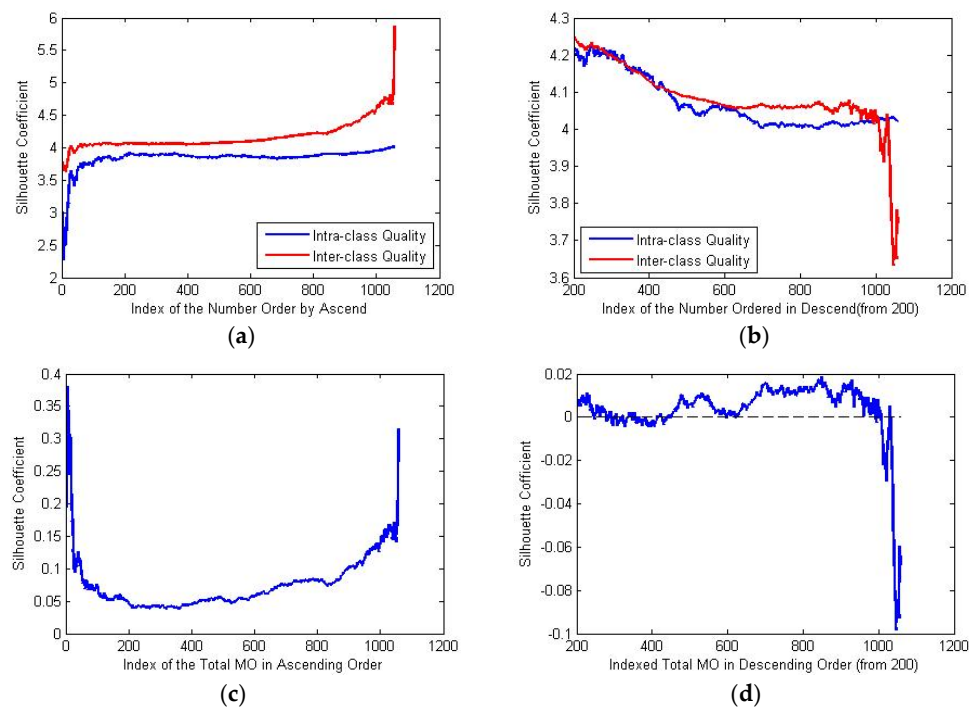 6
5.5
5
4.5
4
3.5
3
2.5
2
0 200 400 600 800 1000 1200
Silhouette Coefficient
Intra-class Quality
Inter-class Quality
Index of the Number Order by Ascend
(a)
4.3
4.2
4.1
4
3.9
3.8
3.7
3.6
200 400 600 800 1000 1200
Silhouette Coefficient
Intra-class Quality
Inter-class Quality
Index of the Number Ordered in Descend(from 200)
(b)
0.4
0.35
0.3
0.25
0.2
0.15
0.1
0.05
0
0 200 400 600 800 1000 1200
Silhouette Coefficient
Index of the Total MO in Ascending Order
(c)
0.02
0
-0.02
-0.04
-0.06
-0.08
-0.1
200 400 600 800 1000 1200
Silhouette Cofficient
Indexed Total MO in Descending Order (from 200)
(d)